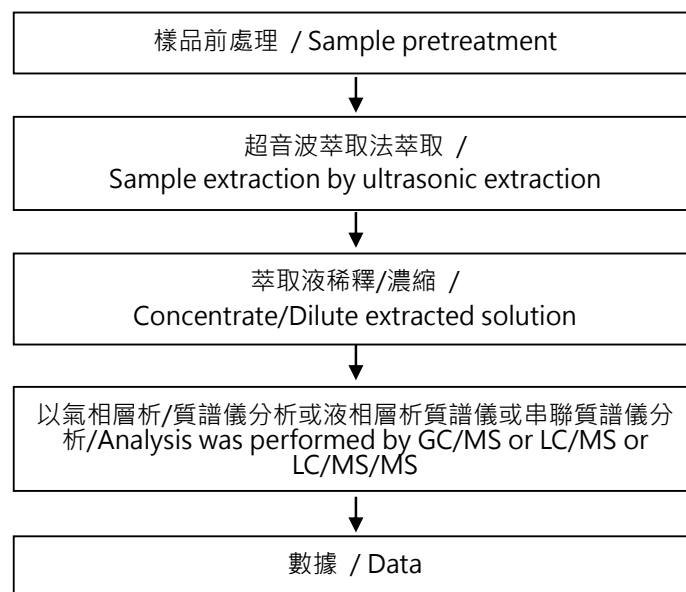 樣品前處理 / Sample pretreatment
超音波萃取法萃取 /
Sample extraction by ultrasonic extraction
萃取液稀釋/濃縮 /
Concentrate/Dilute extracted solution
以氣相層析/質譜儀分析或液相層析質譜儀或串聯質譜儀分
析/Analysis was performed by GC/MS or LC/MS or
LC/MS/MS
數據 / Data